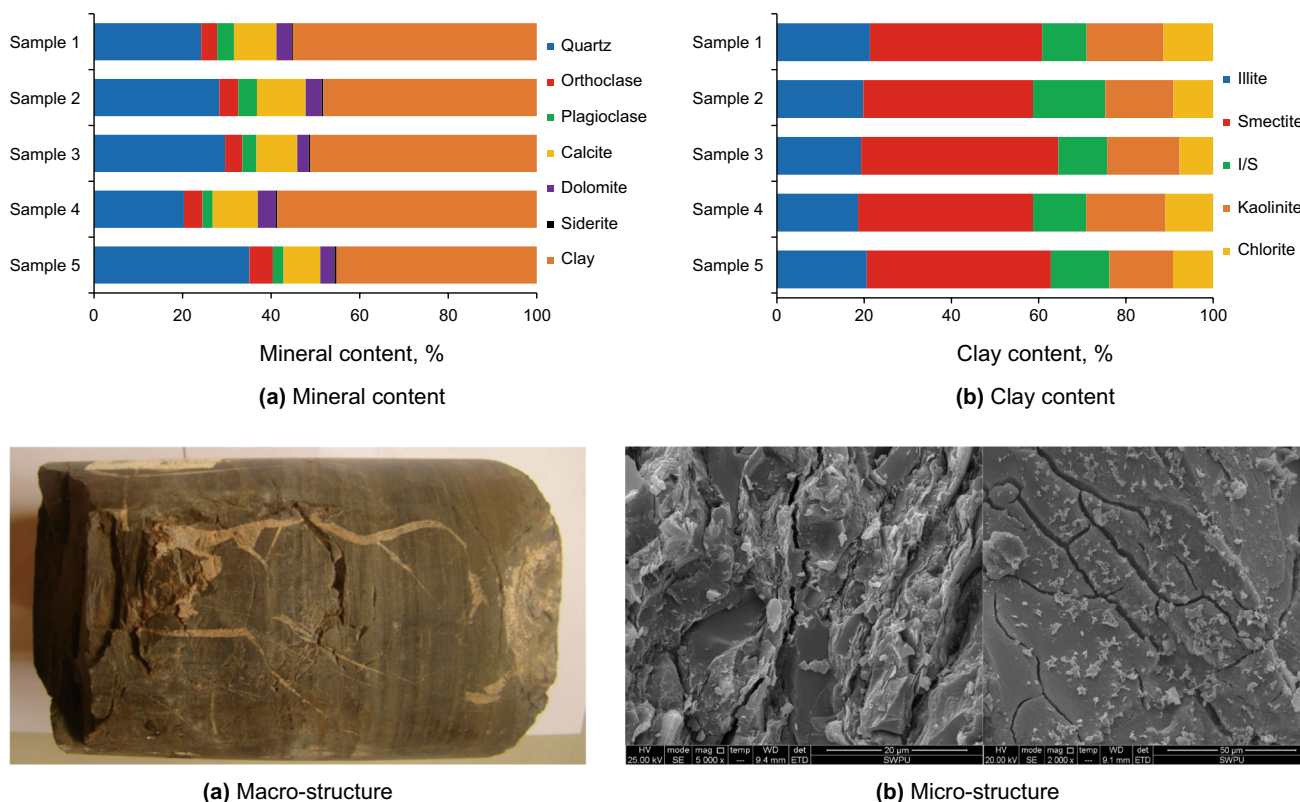 Sample 1
Sample 2
Sample 3
Sample 4
Sample 5
0 20 40 60 80 100
Mineral content, %
Quartz
Orthoclase
Plagioclase
Calcite
Dolomite
Siderite
Clay
(a) Mineral content
Sample 1
Sample 2
Sample 3
Sample 4
Sample 5
0 20 40 60 80 100
Clay content, %
Illite
Smectite
I/S
Kaolinite
Chlorite
(b) Clay content
(a) Macro-structure
HV mode mag temp WD det 20 µm
25.00 kV SE 5 000 x --- 9.4 mm ETD SWPU
HV mode mag temp WD det 50 µm
20.00 kV SE 2 000 x --- 9.1 mm ETD SWPU
(b) Micro-structure